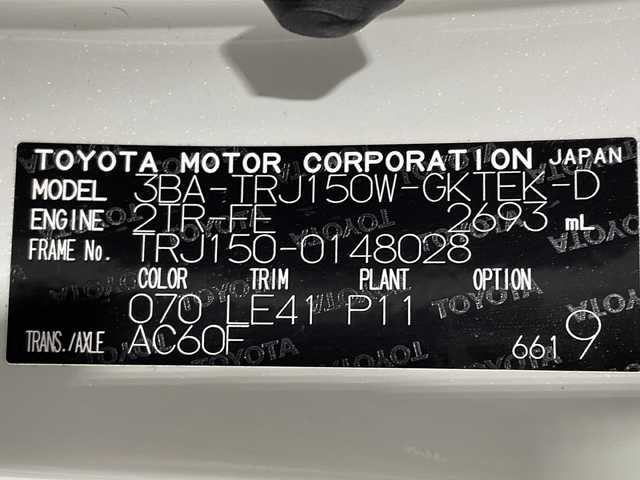 TOYOTA MOTOR CORPORATION JAPAN
MODEL 3BA-TRJ150W-GKTEK-D
ENGINE 2TR-FE 2693 mL
FRAME No. TRJ150-0148028
COLOR TRIM PLANT OPTION
070 LE41 P11
TRANS./AXLE AC60F 6619